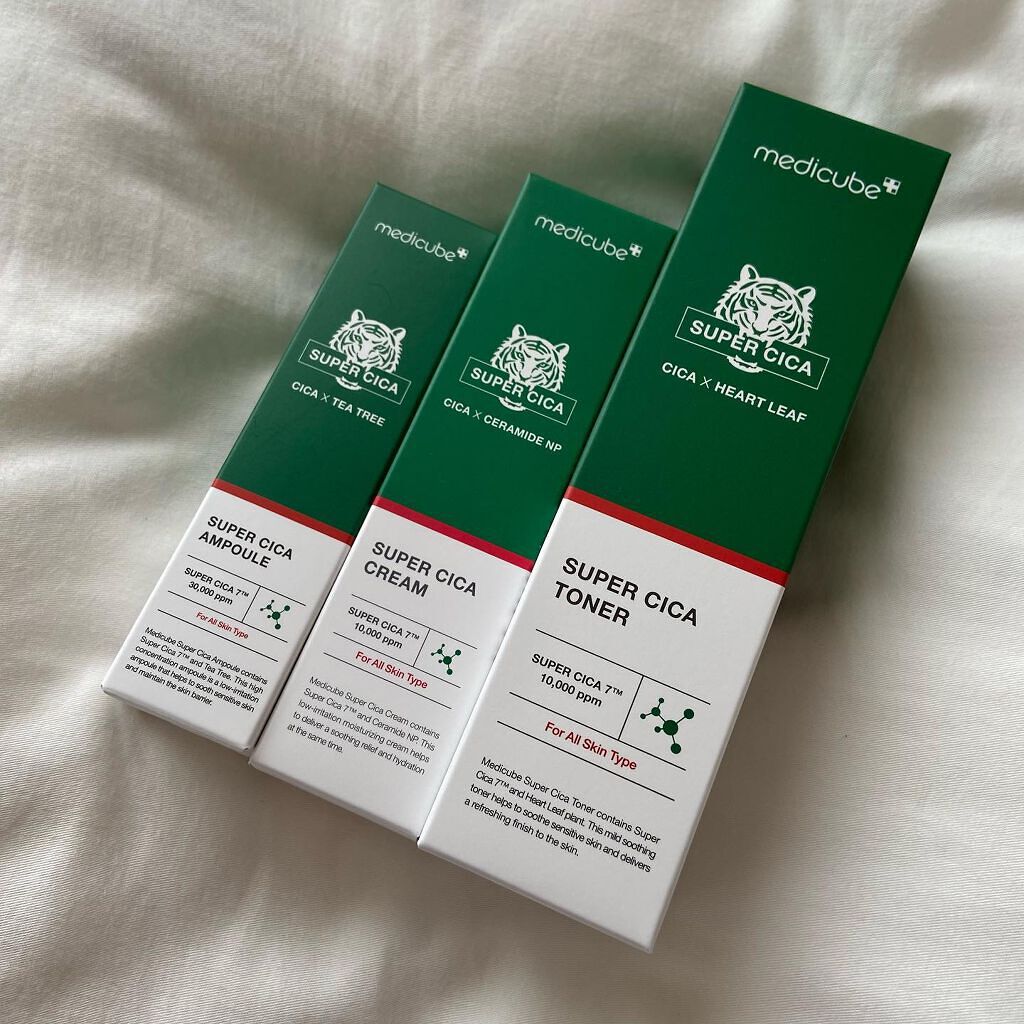 medicube
SUPER CICA
CICA X TEA TREE
SUPER CICA
AMPOULE
SUPER CICA 7™
30,000 ppm
For All Skin Type
Medicube Super Cica Ampoule contains
Super Cica 7™ and Tea Tree. This high
concentration ampoule is a low-irritation
ampoule that helps to sooth sensitive skin
and maintain the skin barrier.
medicube
SUPER CICA
CICA X CERAMIDE NP
SUPER CICA
CREAM
SUPER CICA 7™
10,000 ppm
For All Skin Type
Medicube Super Cica Cream contains
Super Cica 7™ and Ceramide NP. This
low-irritation moisturizing cream helps
to deliver a soothing relief and hydration
at the same time.
medicube
SUPER CICA
CICA X HEART LEAF
SUPER CICA
TONER
SUPER CICA 7™
10,000 ppm
For All Skin Type
Medicube Super Cica Toner contains Super
Cica 7™ and Heart Leaf plant. This mild soothing
toner helps to soothe sensitive skin and delivers
a refreshing finish to the skin.